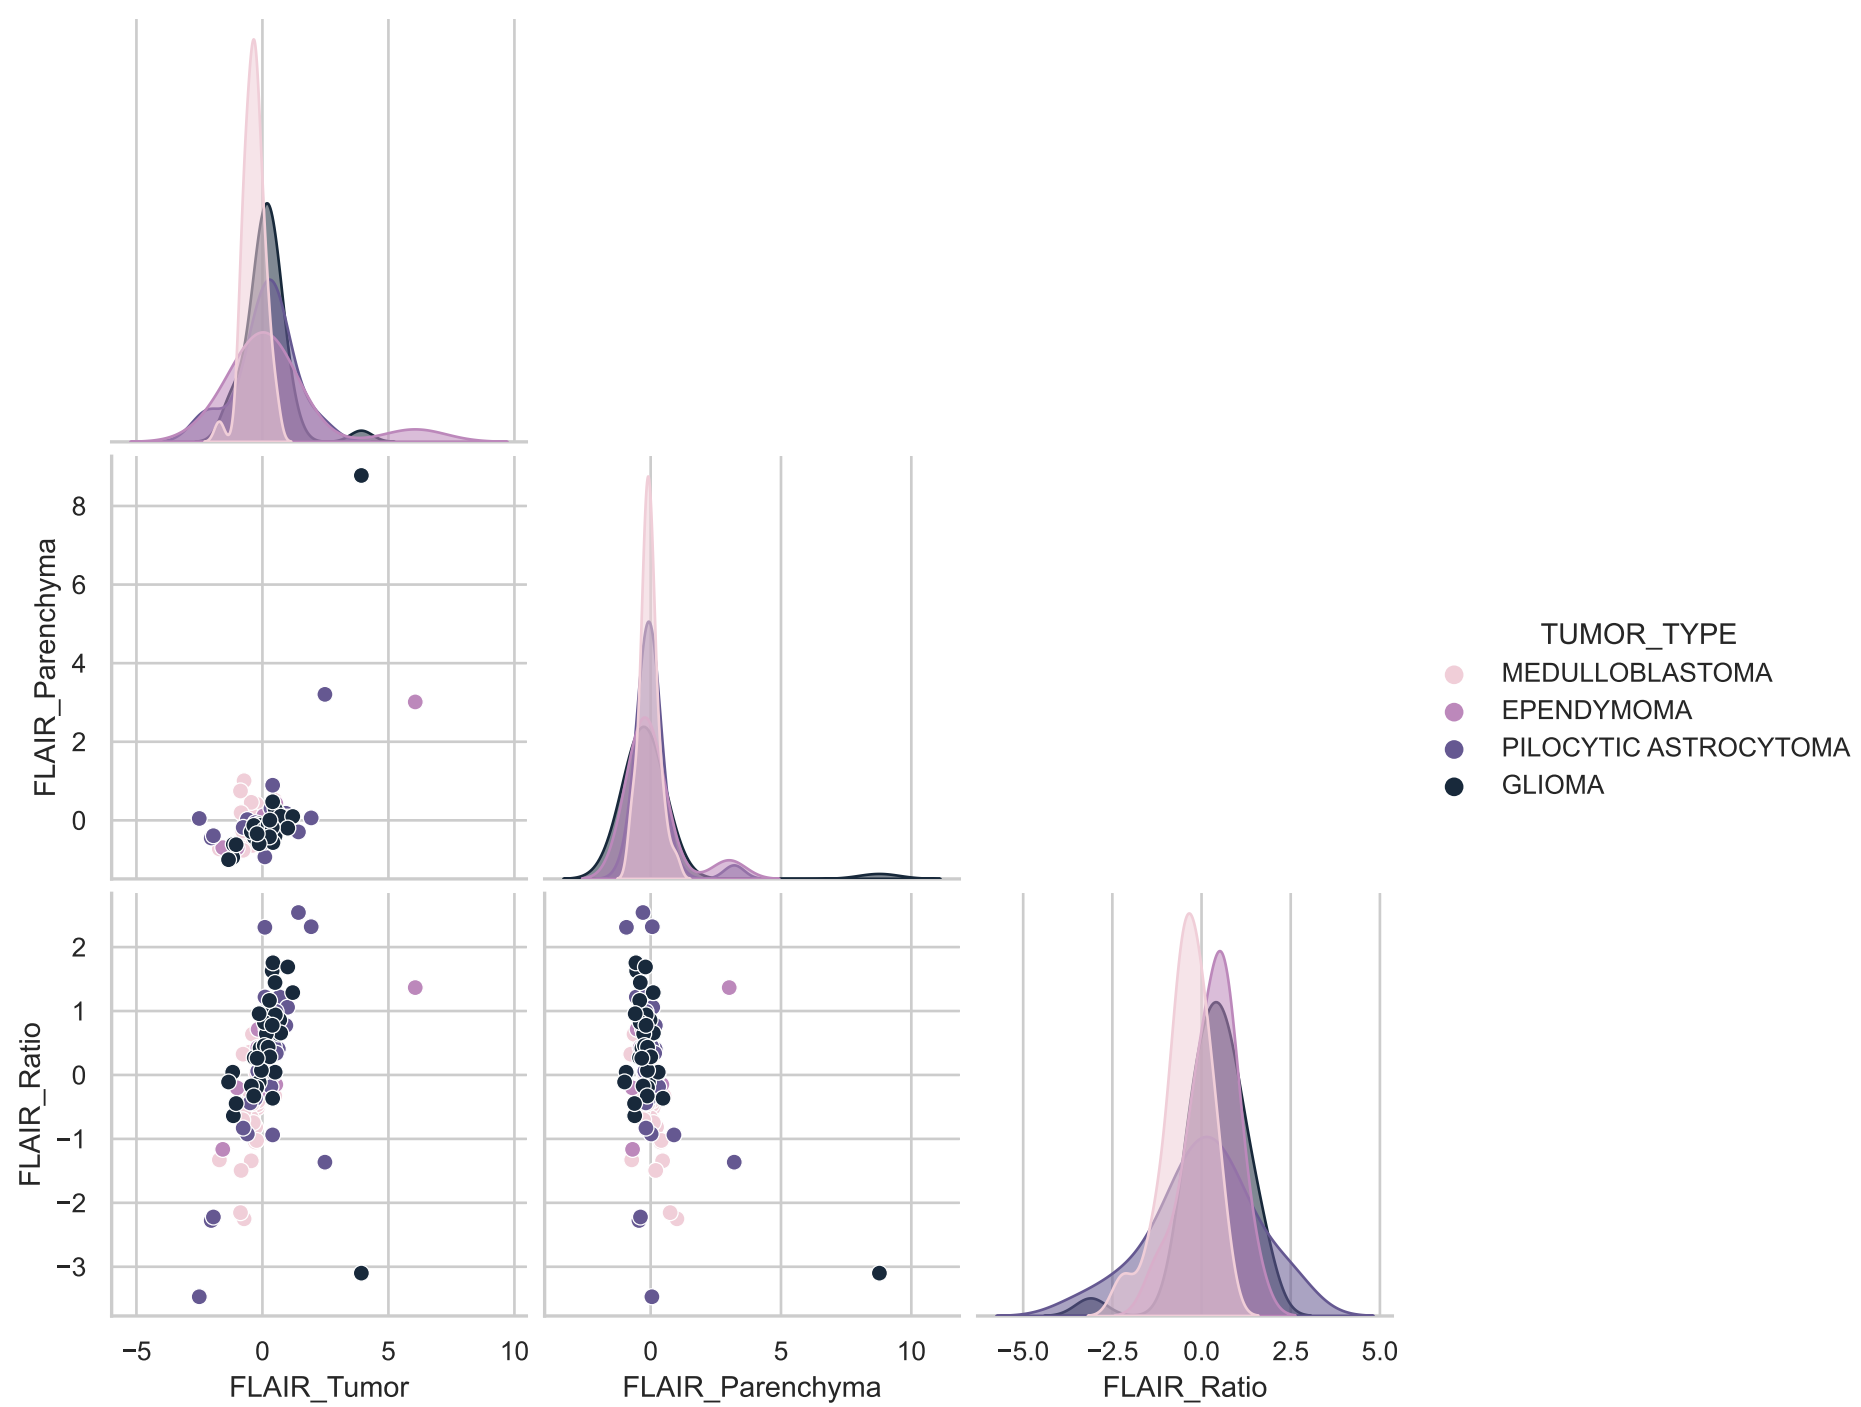 8
6
4
2
0
FLAIR_Parenchyma
2
1
0
−1
−2
−3
FLAIR_Ratio
−5 0 5 10
FLAIR_Tumor
0 5 10
FLAIR_Parenchyma
−5.0 −2.5 0.0 2.5 5.0
FLAIR_Ratio
TUMOR_TYPE
MEDULLOBLASTOMA
EPENDYMOMA
PILOCYTIC ASTROCYTOMA
GLIOMA